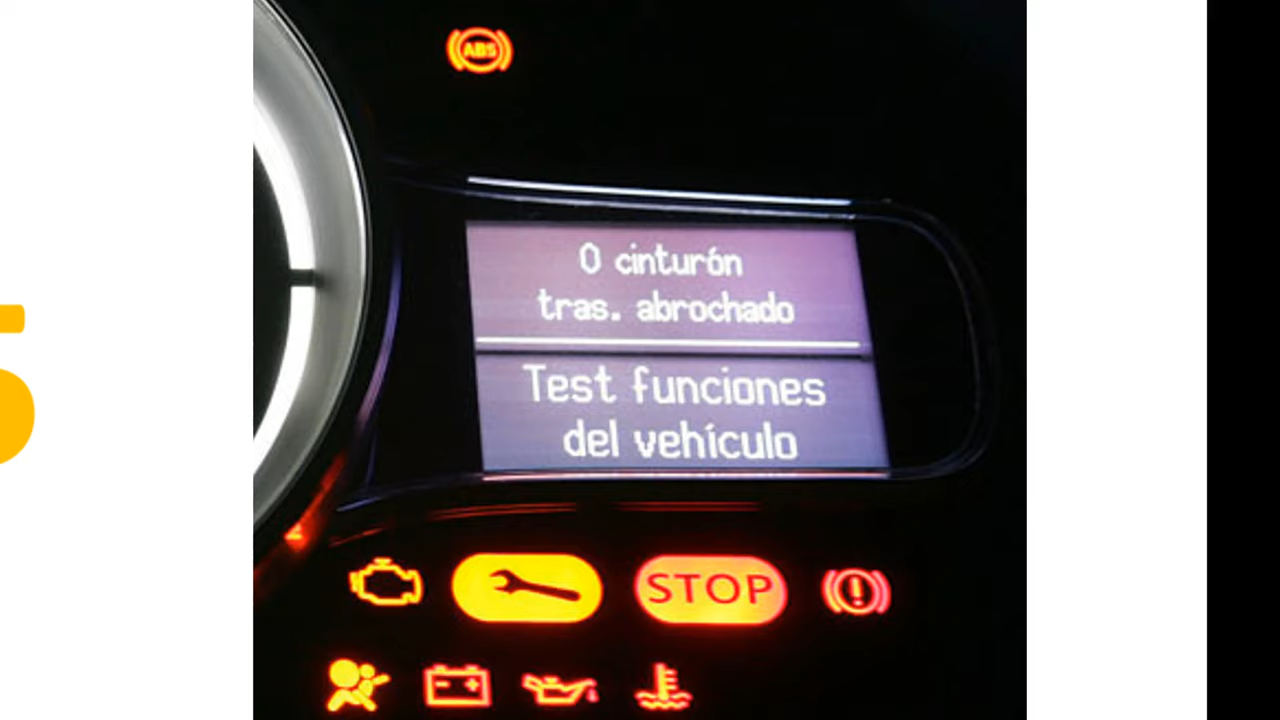 ABS
0 cinturón
tras. abrochado
Test funciones
del vehículo
STOP